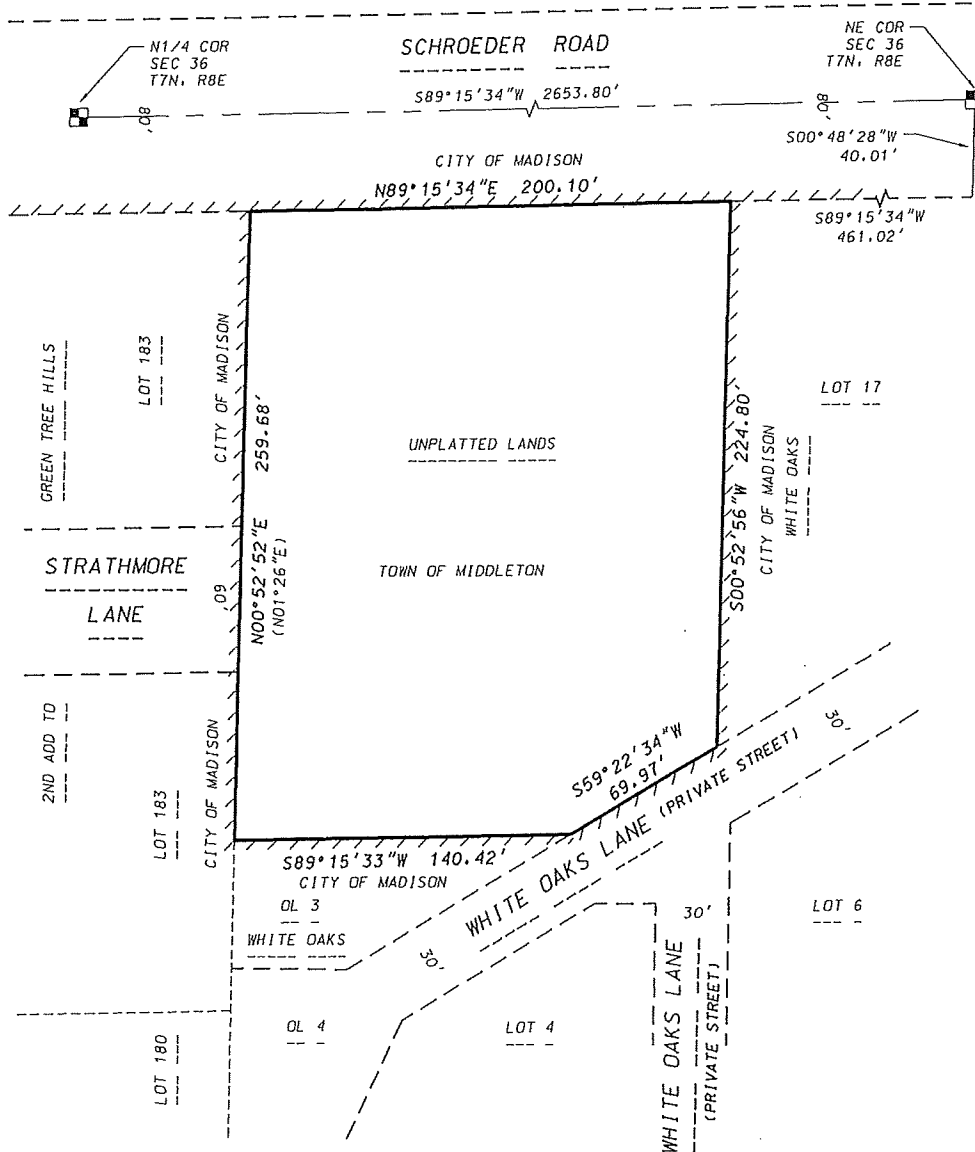 N1/4 COR
SEC 36
T7N, R8E
SCHROEDER ROAD
NE COR
SEC 36
T7N, R8E
S89°15'34"W 2653.80'
80'
80'
S00°48'28"W
40.01'
CITY OF MADISON
N89°15'34"E 200.10'
S89°15'34"W
461.02'
GREEN TREE HILLS
LOT 183
CITY OF MADISON
259.68'
N00°52'52"E
(N01°26"E)
UNPLATTED LANDS
TOWN OF MIDDLETON
S00°52'56"W 224.80'
CITY OF MADISON
WHITE OAKS
LOT 17
STRATHMORE
LANE
60'
2ND ADD TO
LOT 183
CITY OF MADISON
S59°22'34"W
69.97'
WHITE OAKS LANE (PRIVATE STREET)
30'
S89°15'33"W 140.42'
CITY OF MADISON
OL 3
WHITE OAKS
30'
30'
LOT 6
OL 4
LOT 4
LOT 180
WHITE OAKS LANE
(PRIVATE STREET)